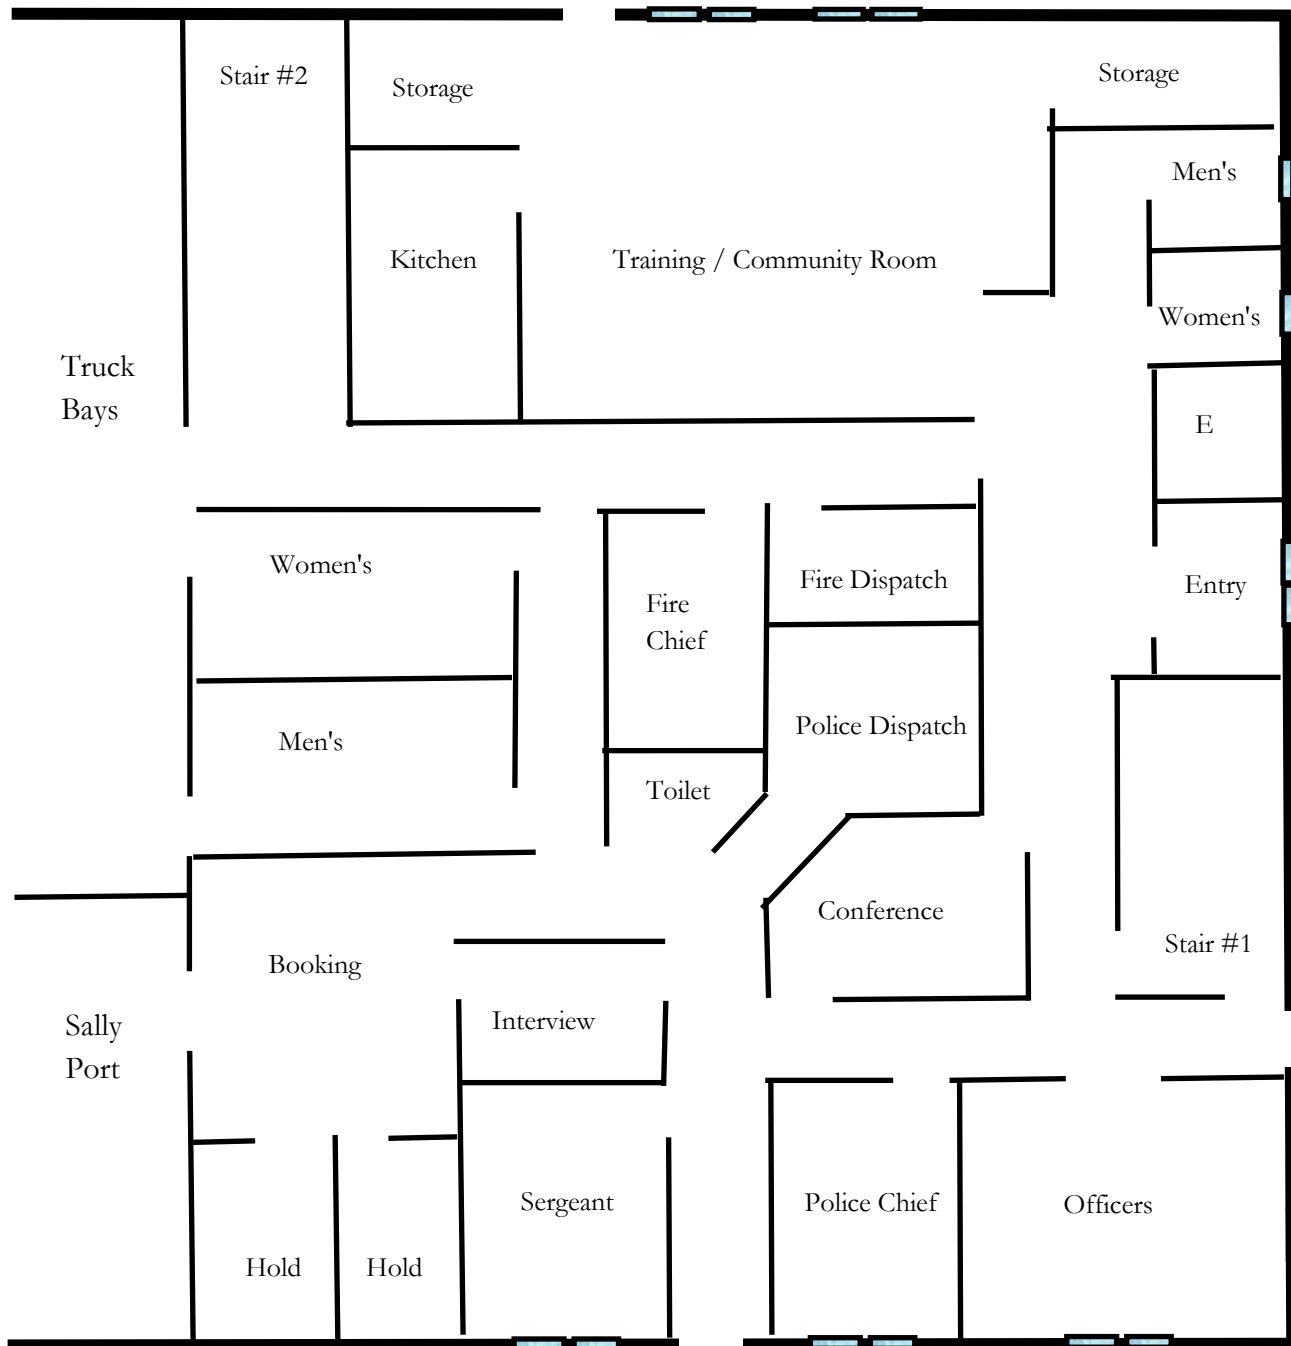 Stair #2
Storage
Storage
Men's
Kitchen
Training / Community Room
Women's
Truck
Bays
E
Women's
Fire Dispatch
Entry
Fire
Chief
Police Dispatch
Men's
Toilet
Conference
Stair #1
Booking
Interview
Sally
Port
Sergeant
Police Chief
Officers
Hold
Hold